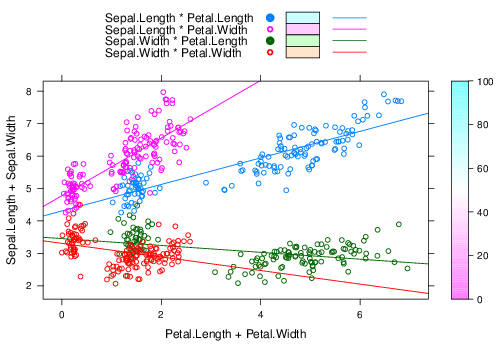 Sepal.Length * Petal.Length
Sepal.Length * Petal.Width
Sepal.Width * Petal.Length
Sepal.Width * Petal.Width
8
7
6
5
4
3
2
0
2
4
6
Sepal.Length + Sepal.Width
Petal.Length + Petal.Width
100
80
60
40
20
0